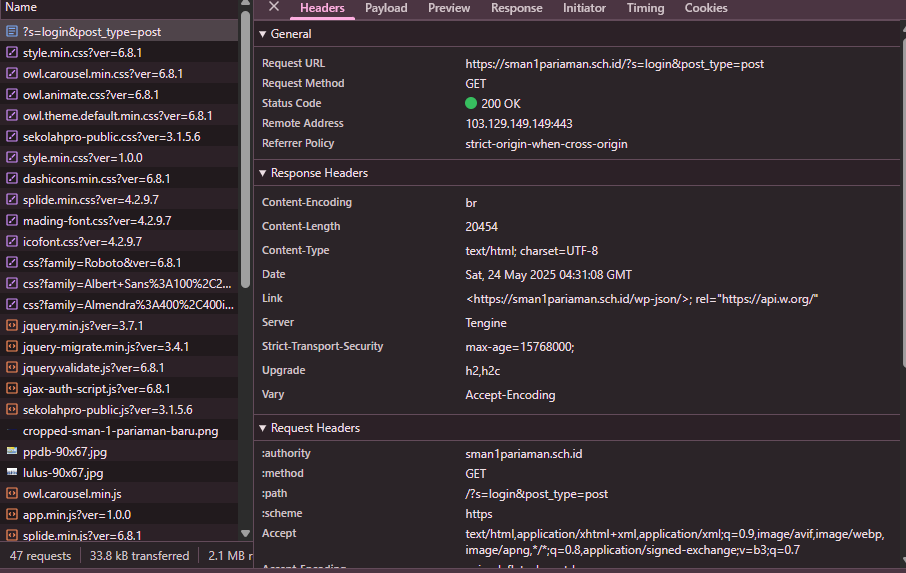 Name
?s=login&post_type=post
style.min.css?ver=6.8.1
owl.carousel.min.css?ver=6.8.1
owl.animate.css?ver=6.8.1
owl.theme.default.min.css?ver=6.8.1
sekolahpro-public.css?ver=3.1.5.6
style.min.css?ver=1.0.0
dashicons.min.css?ver=6.8.1
splide.min.css?ver=4.2.9.7
mading-font.css?ver=4.2.9.7
icofont.css?ver=4.2.9.7
css?family=Roboto&ver=6.8.1
css?family=Albert+Sans%3A100%2C2...
css?family=Almendra%3A400%2C400i...
jquery.min.js?ver=3.7.1
jquery-migrate.min.js?ver=3.4.1
jquery.validate.js?ver=6.8.1
ajax-auth-script.js?ver=6.8.1
sekolahpro-public.js?ver=3.1.5.6
cropped-sman-1-pariaman-baru.png
ppdb-90x67.jpg
lulus-90x67.jpg
owl.carousel.min.js
app.min.js?ver=1.0.0
splide.min.js?ver=6.8.1
47 requests 33.8 kB transferred 2.1 MB r
Headers Payload Preview Response Initiator Timing Cookies
General
Request URL https://sman1pariaman.sch.id/?s=login&post_type=post
Request Method GET
Status Code 200 OK
Remote Address 103.129.149.149:443
Referrer Policy strict-origin-when-cross-origin
Response Headers
Content-Encoding br
Content-Length 20454
Content-Type text/html; charset=UTF-8
Date Sat, 24 May 2025 04:31:08 GMT
Link <https://sman1pariaman.sch.id/wp-json/>; rel="https://api.w.org/"
Server Tengine
Strict-Transport-Security max-age=15768000;
Upgrade h2,h2c
Vary Accept-Encoding
Request Headers
:authority sman1pariaman.sch.id
:method GET
:path /?s=login&post_type=post
:scheme https
Accept text/html,application/xhtml+xml,application/xml;q=0.9,image/avif,image/webp,
image/apng,*/*;q=0.8,application/signed-exchange;v=b3;q=0.7